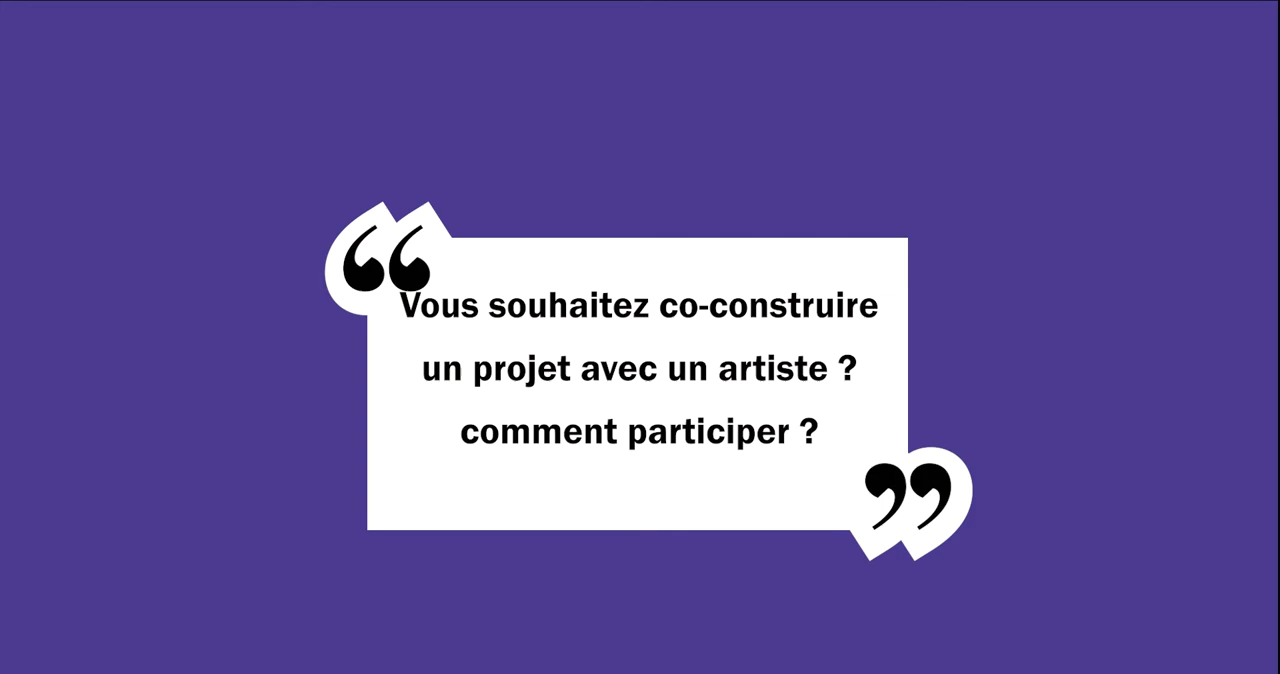 “Vous souhaitez co-construire
un projet avec un artiste ?
comment participer ?”